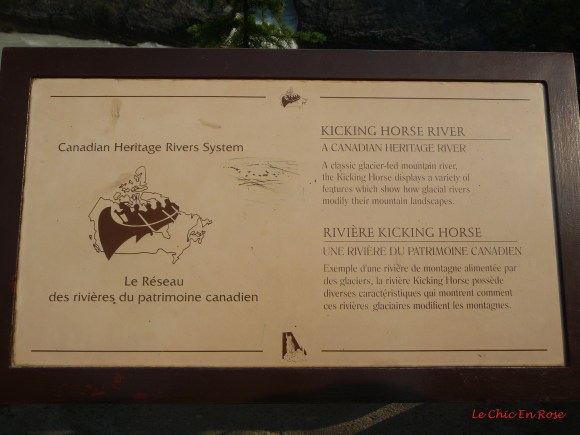 Canadian Heritage Rivers System
Le Réseau
des rivières du patrimoine canadien
KICKING HORSE RIVER
A CANADIAN HERITAGE RIVER
A classic glacier-fed mountain river,
the Kicking Horse displays a variety of
features which show how glacial rivers
modify their mountain landscapes.
RIVIÈRE KICKING HORSE
UNE RIVIÈRE DU PATRIMOINE CANADIEN
Exemple d'une rivière de montagne alimentée par
des glaciers, la rivière Kicking Horse possède
diverses caractéristiques qui montrent comment
ces rivières glaciaires modifient les montagnes.
Le Chic En Rose